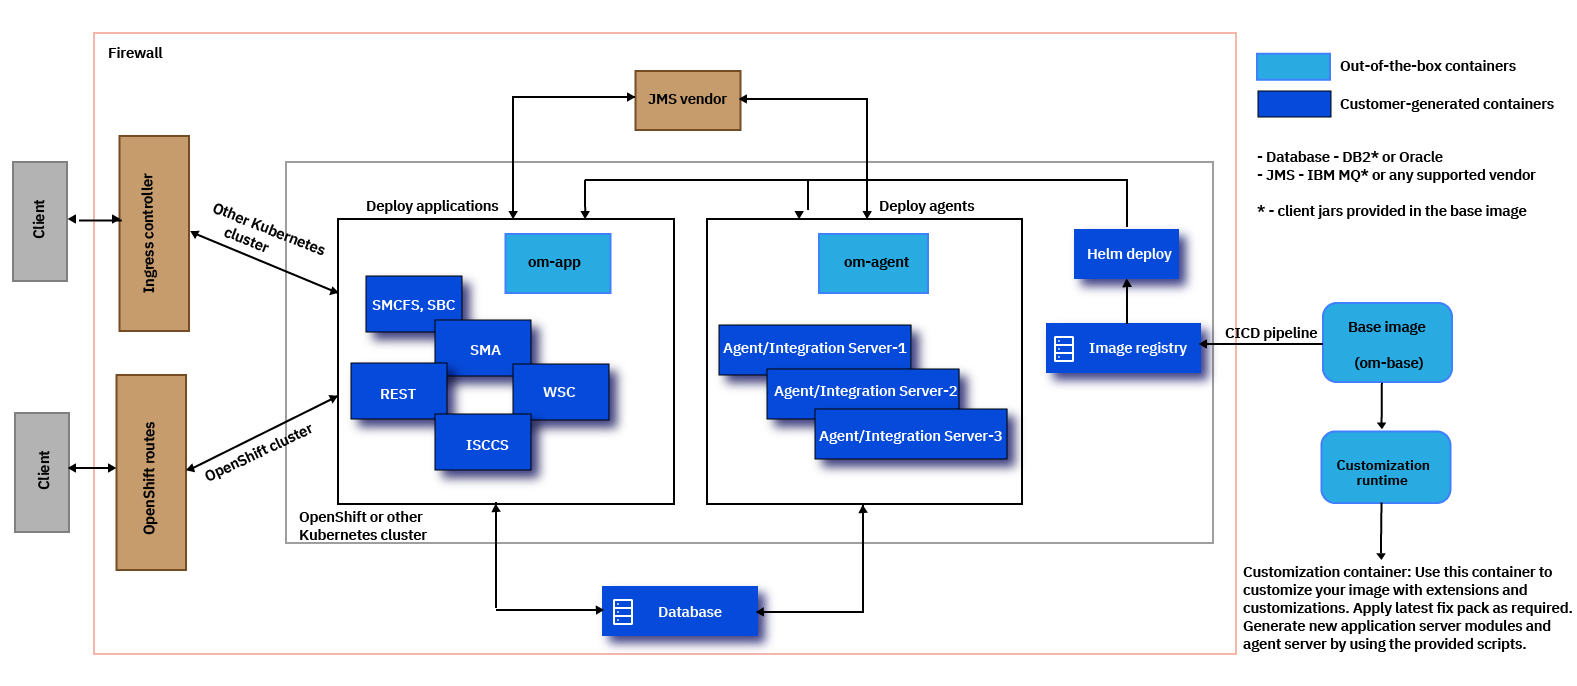 Firewall
JMS vendor
Out-of-the-box containers
Customer-generated containers
- Database - DB2* or Oracle
- JMS - IBM MQ* or any supported vendor
* - client jars provided in the base image
Client
Ingress controller
Other Kubernetes
cluster
Deploy applications
Deploy agents
om-app
om-agent
Helm deploy
SMCFS, SBC
SMA
REST
WSC
ISCCS
Agent/Integration Server-1
Agent/Integration Server-2
Agent/Integration Server-3
Image registry
CICD pipeline
Base image
(om-base)
Client
OpenShift routes
OpenShift cluster
Customization
runtime
OpenShift or other
Kubernetes cluster
Database
Customization container: Use this container to
customize your image with extensions and
customizations. Apply latest fix pack as required.
Generate new application server modules and
agent server by using the provided scripts.